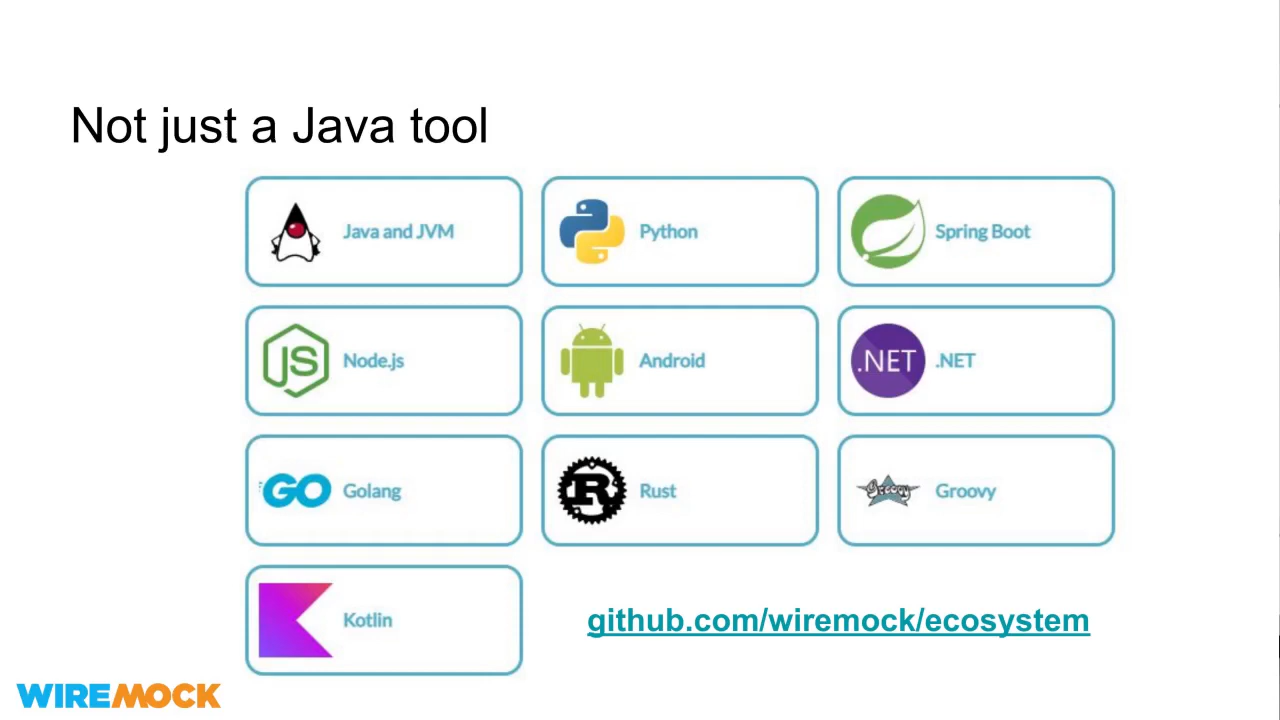 Not just a Java tool
Java and JVM
Python
Spring Boot
JS
Node.js
Android
.NET
.NET
GO
Golang
R
Rust
Groovy
Groovy
Kotlin
github.com/wiremock/ecosystem
WIREMOCK